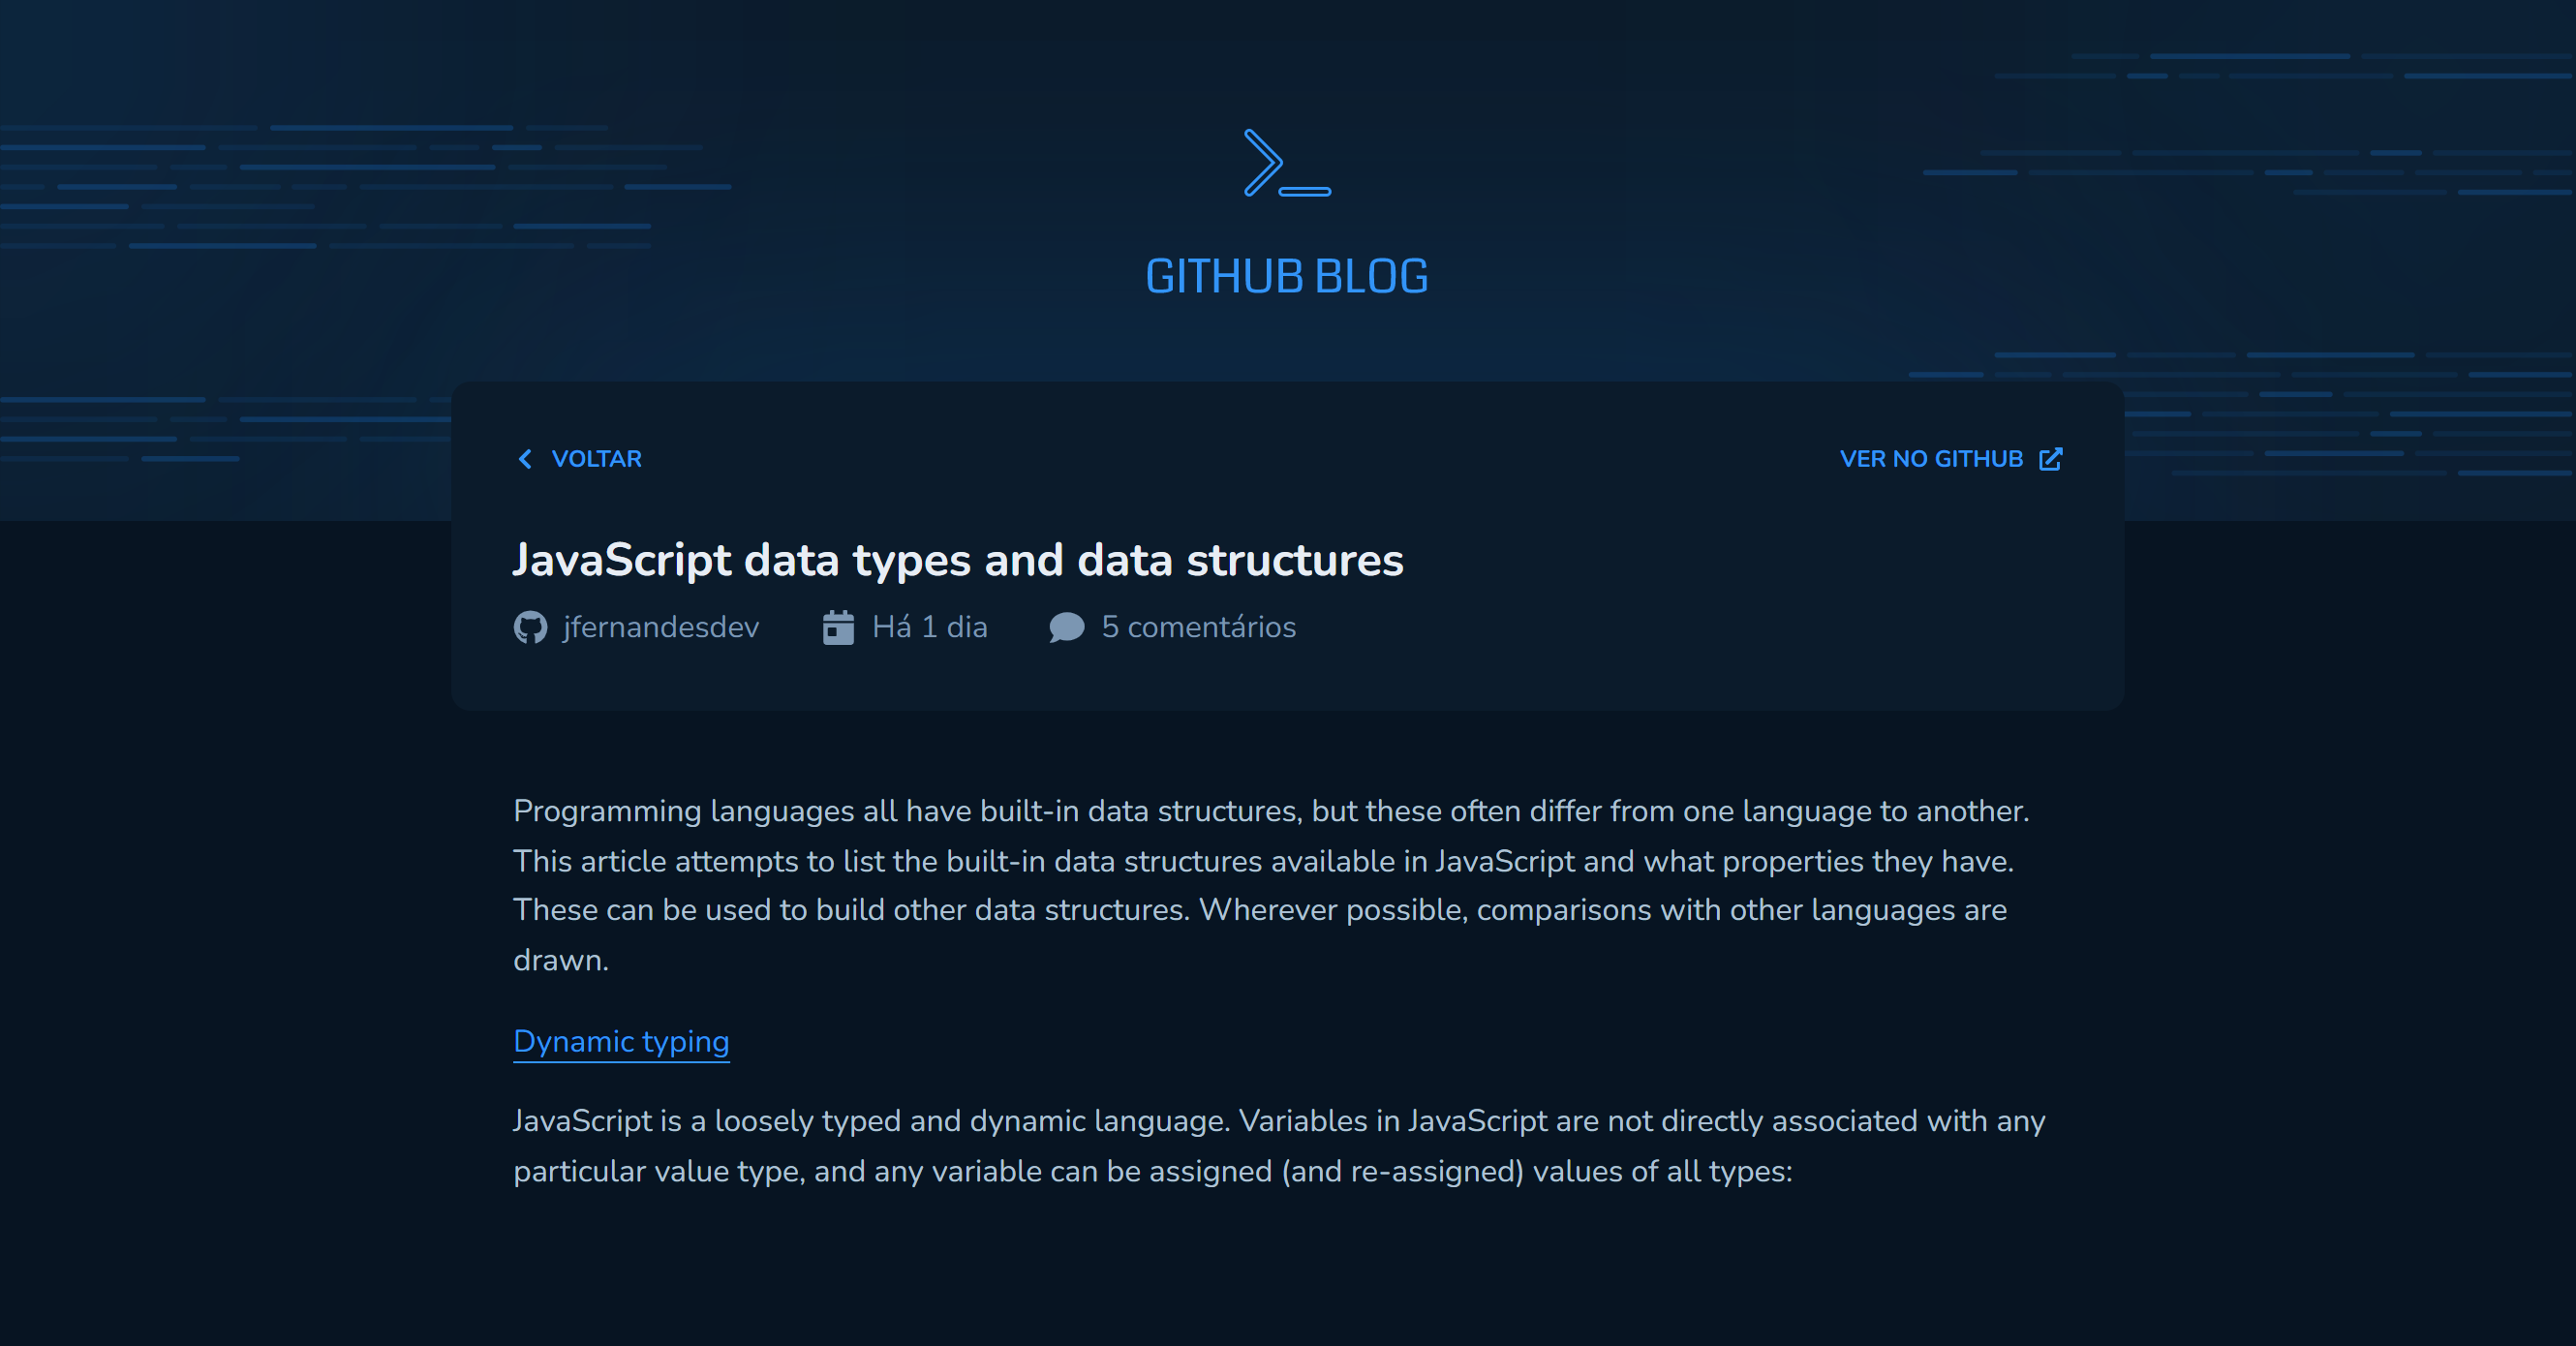 GITHUB BLOG
VOLTAR
VER NO GITHUB
JavaScript data types and data structures
jfernandesdev
Há 1 dia
5 comentários
Programming languages all have built-in data structures, but these often differ from one language to another.
This article attempts to list the built-in data structures available in JavaScript and what properties they have.
These can be used to build other data structures. Wherever possible, comparisons with other languages are
drawn.
Dynamic typing
JavaScript is a loosely typed and dynamic language. Variables in JavaScript are not directly associated with any
particular value type, and any variable can be assigned (and re-assigned) values of all types: